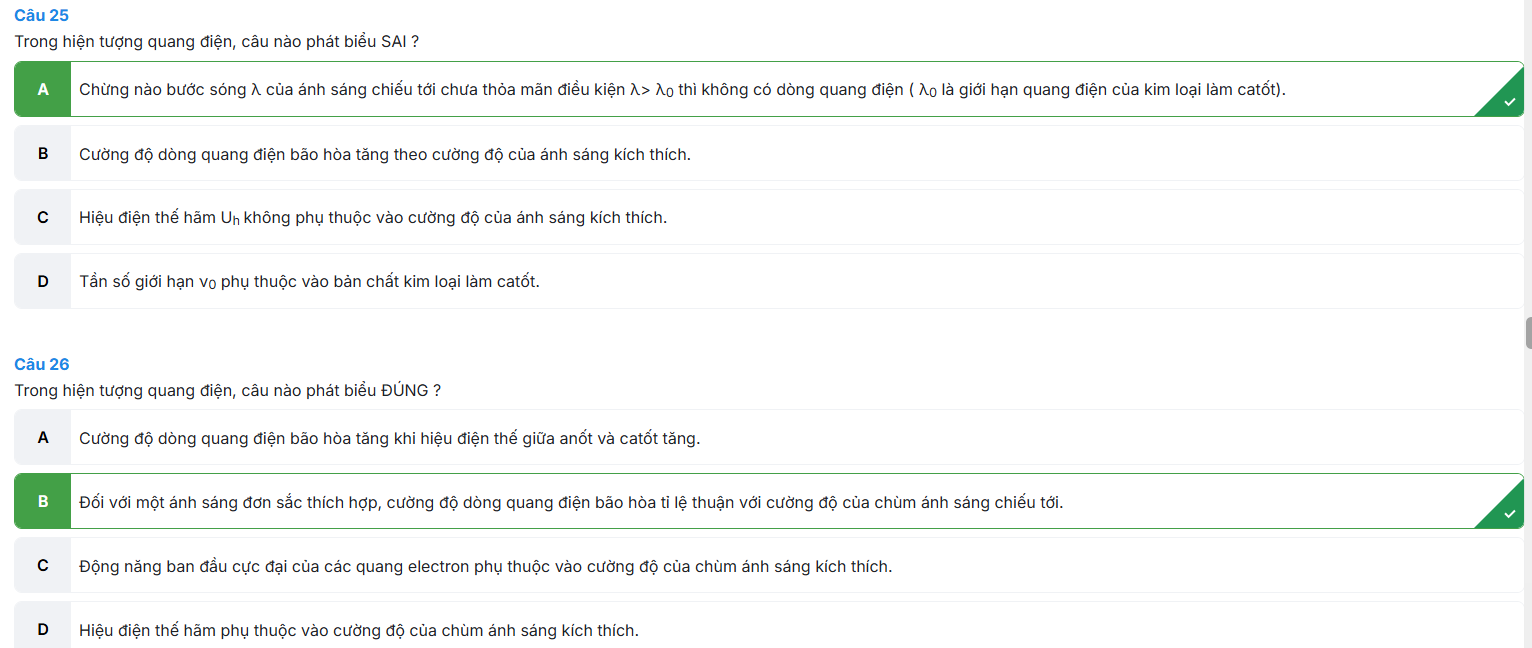 Câu 25
Trong hiện tượng quang điện, câu nào phát biểu SAI ?
A Chừng nào bước sóng λ của ánh sáng chiếu tới chưa thỏa mãn điều kiện λ> λ₀ thì không có dòng quang điện ( λ₀ là giới hạn quang điện của kim loại làm catốt).
B Cường độ dòng quang điện bão hòa tăng theo cường độ của ánh sáng kích thích.
C Hiệu điện thế hãm Uₕ không phụ thuộc vào cường độ của ánh sáng kích thích.
D Tần số giới hạn v₀ phụ thuộc vào bản chất kim loại làm catốt.
Câu 26
Trong hiện tượng quang điện, câu nào phát biểu ĐÚNG ?
A Cường độ dòng quang điện bão hòa tăng khi hiệu điện thế giữa anốt và catốt tăng.
B Đối với một ánh sáng đơn sắc thích hợp, cường độ dòng quang điện bão hòa tỉ lệ thuận với cường độ của chùm ánh sáng chiếu tới.
C Động năng ban đầu cực đại của các quang electron phụ thuộc vào cường độ của chùm ánh sáng kích thích.
D Hiệu điện thế hãm phụ thuộc vào cường độ của chùm ánh sáng kích thích.